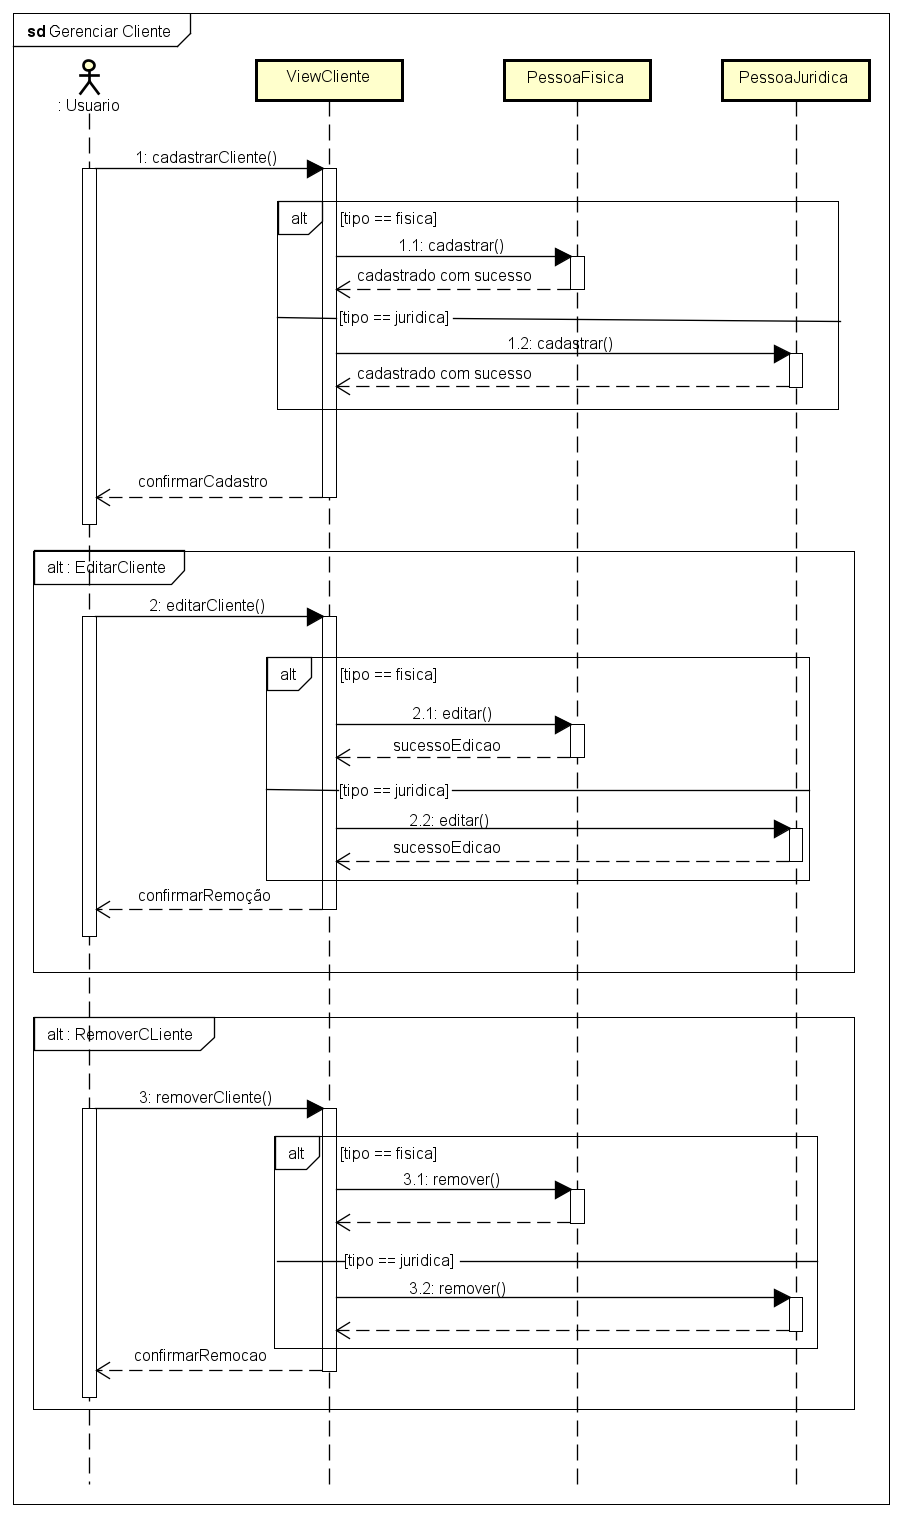 sd Gerenciar Cliente
: Usuario
ViewCliente
PessoaFisica
PessoaJuridica
1: cadastrarCliente()
alt
[tipo == fisica]
1.1: cadastrar()
cadastrado com sucesso
[tipo == juridica]
1.2: cadastrar()
cadastrado com sucesso
confirmarCadastro
alt : EditarCliente
2: editarCliente()
alt
[tipo == fisica]
2.1: editar()
sucessoEdicao
[tipo == juridica]
2.2: editar()
sucessoEdicao
confirmarRemoção
alt : RemoverCLiente
3: removerCliente()
alt
[tipo == fisica]
3.1: remover()
[tipo == juridica]
3.2: remover()
confirmarRemocao